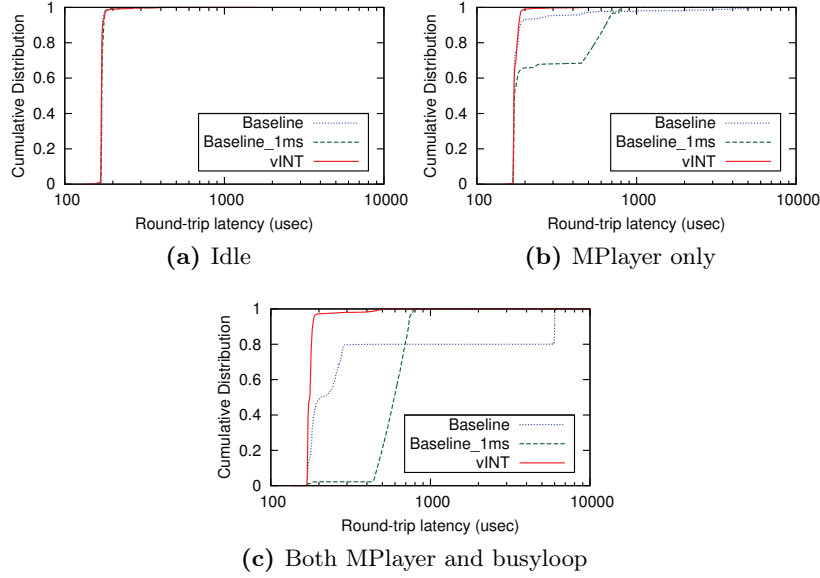 1
0.8
0.6
0.4
0.2
0
Cumulative Distribution
Baseline
Baseline_1ms
vINT
100 1000 10000
Round-trip latency (usec)
(a) Idle
1
0.8
0.6
0.4
0.2
0
Cumulative Distribution
Baseline
Baseline_1ms
vINT
100 1000 10000
Round-trip latency (usec)
(b) MPlayer only
1
0.8
0.6
0.4
0.2
0
Cumulative Distribution
Baseline
Baseline_1ms
vINT
100 1000 10000
Round-trip latency (usec)
(c) Both MPlayer and busyloop